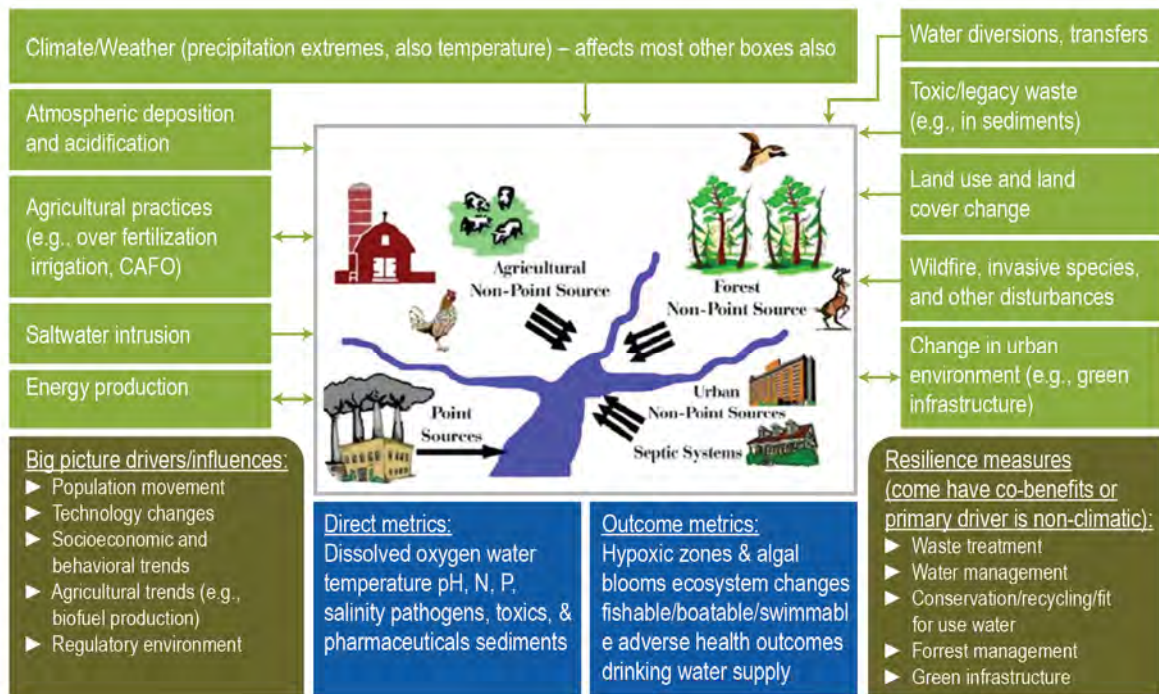 Climate/Weather (precipitation extremes, also temperature) – affects most other boxes also
Atmospheric deposition
and acidification
Agricultural practices
(e.g., over fertilization
irrigation, CAFO)
Saltwater intrusion
Energy production
Water diversions, transfers
Toxic/legacy waste
(e.g., in sediments)
Land use and land
cover change
Wildfire, invasive species,
and other disturbances
Change in urban
environment (e.g., green
infrastructure)
Agricultural
Non-Point Source
Forest
Non-Point Source
Point
Sources
Urban
Non-Point Sources
Septic Systems
Big picture drivers/influences:
► Population movement
► Technology changes
► Socioeconomic and
behavioral trends
► Agricultural trends (e.g.,
biofuel production)
► Regulatory environment
Direct metrics:
Dissolved oxygen water
temperature pH, N, P,
salinity pathogens, toxics, &
pharmaceuticals sediments
Outcome metrics:
Hypoxic zones & algal
blooms ecosystem changes
fishable/boatable/swimmabl
e adverse health outcomes
drinking water supply
Resilience measures
(come have co-benefits or
primary driver is non-climatic):
► Waste treatment
► Water management
► Conservation/recycling/fit
for use water
► Forrest management
► Green infrastructure